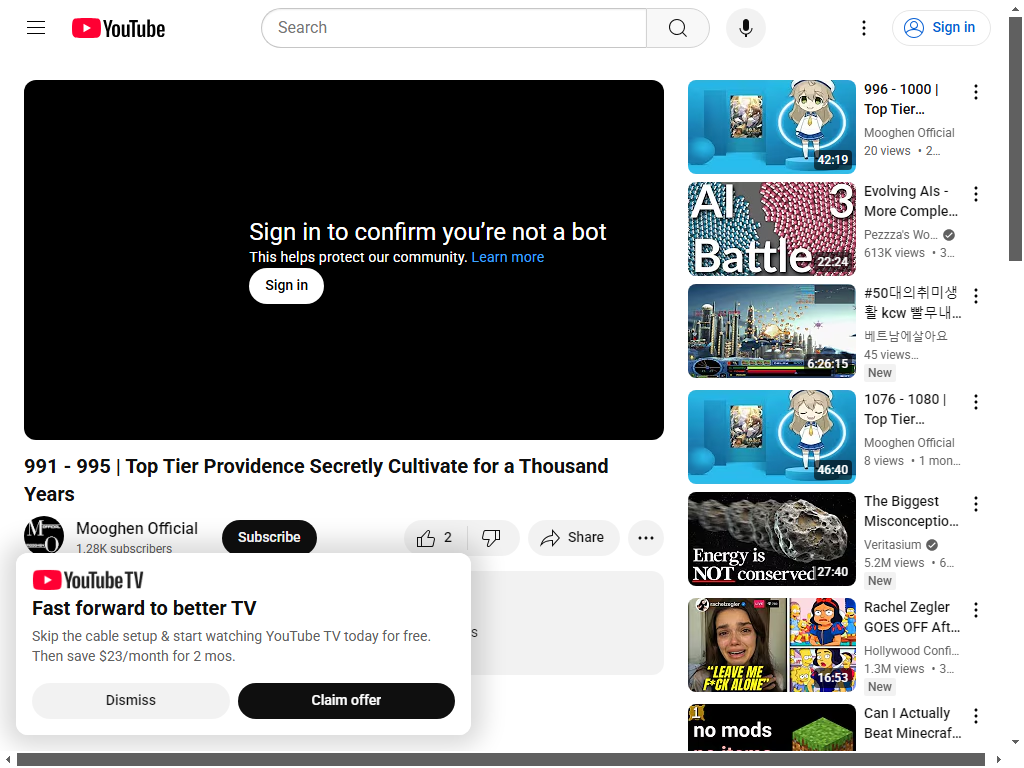 YouTube
Search
Sign in
Sign in to confirm you’re not a bot
This helps protect our community. Learn more
Sign in
991 - 995 | Top Tier Providence Secretly Cultivate for a Thousand
Years
Mooghen Official
1.28K subscribers
Subscribe
2
Share
YouTube TV
Fast forward to better TV
Skip the cable setup & start watching YouTube TV today for free.
Then save $23/month for 2 mos.
Dismiss
Claim offer
996 - 1000 |
Top Tier…
Mooghen Official
20 views • 2…
42:19
AI 3
Battle
22:24
Evolving AIs -
More Comple…
Pezzza's Wo…
613K views • 3…
6:26:15
#50대의취미생
활 kcw 빨무내…
베트남에살아요
45 views…
New
46:40
1076 - 1080 |
Top Tier…
Mooghen Official
8 views • 1 mon…
Energy is
NOT conserved
27:40
The Biggest
Misconceptio…
Veritasium
5.2M views • 6…
New
rachelzegler
LIVE
“LEAVE ME
F*CK ALONE”
16:53
Rachel Zegler
GOES OFF Aft…
Hollywood Confi…
1.3M views • 3…
New
1
no mods
Can I Actually
Beat Minecraf…